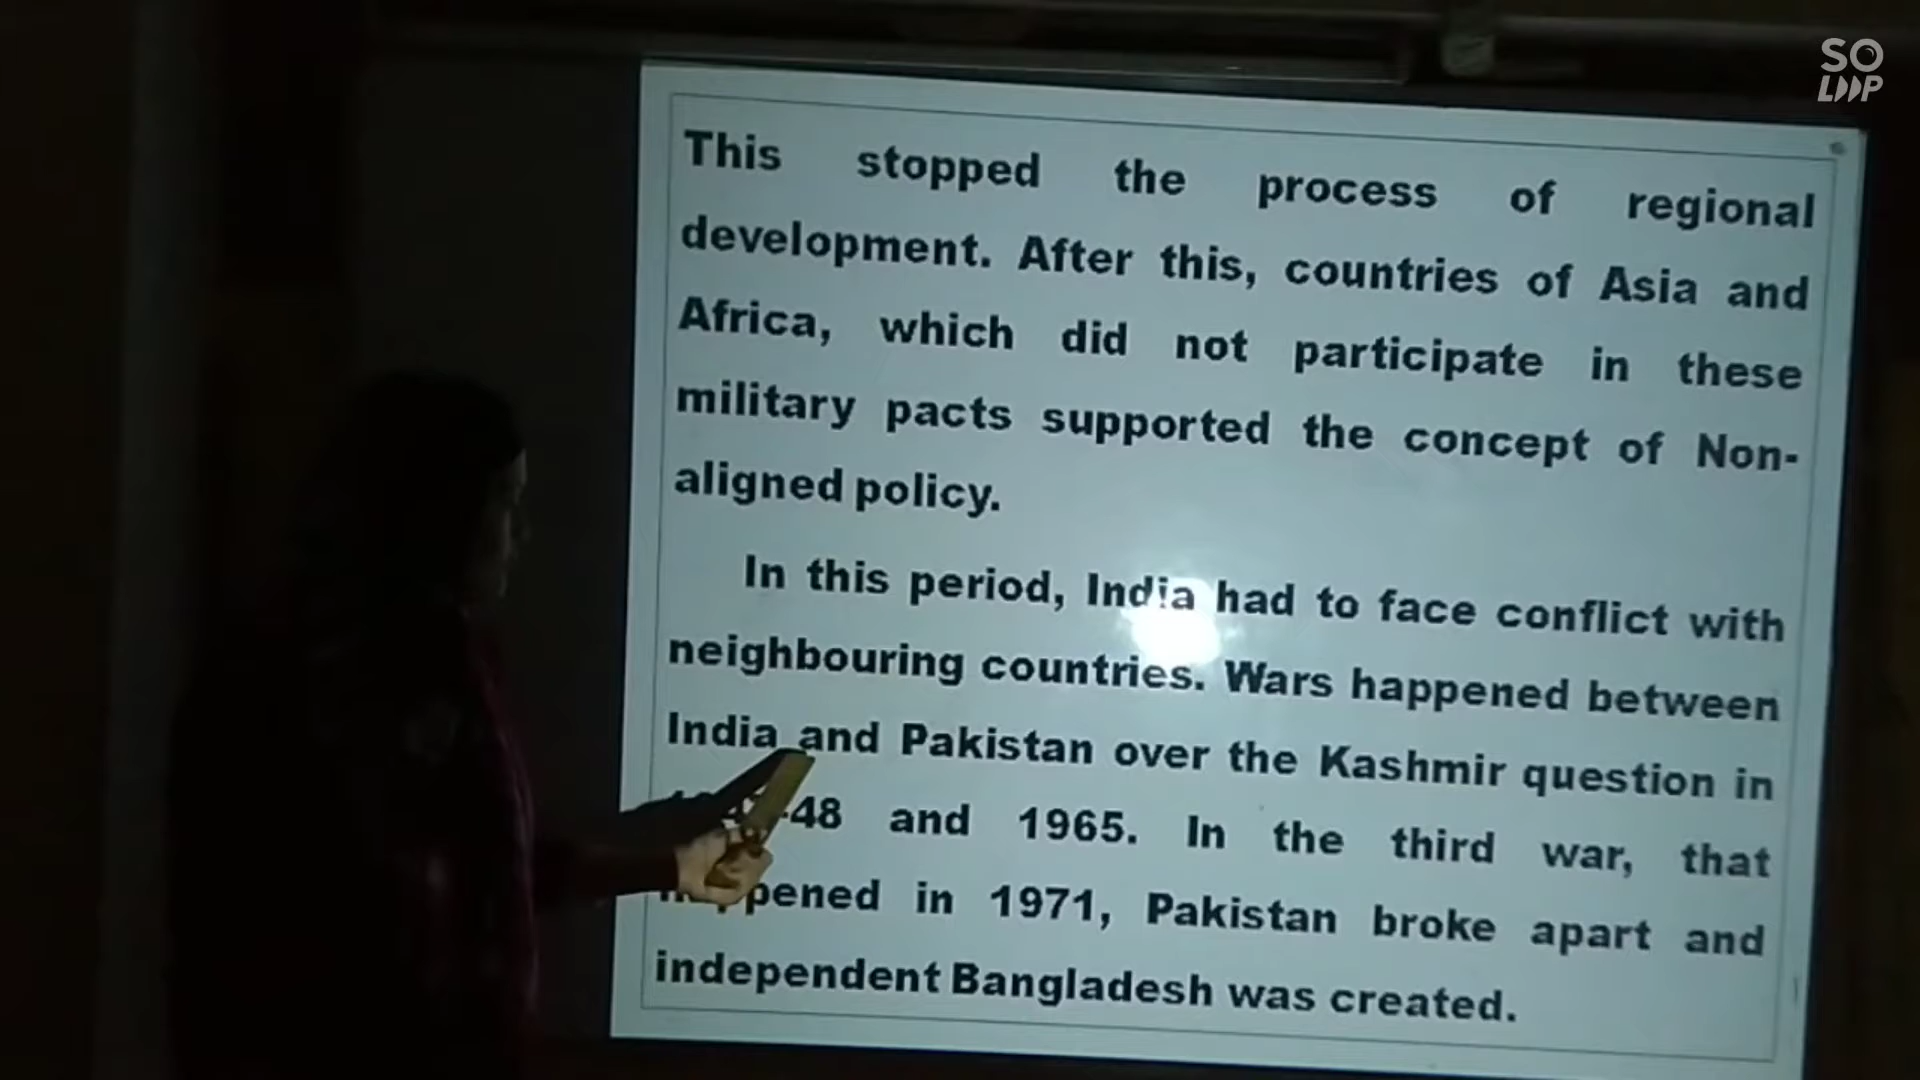 This stopped the process of regional
development. After this, countries of Asia and
Africa, which did not participate in these
military pacts supported the concept of Non-
aligned policy.
In this period, India had to face conflict with
neighbouring countries. Wars happened between
India and Pakistan over the Kashmir question in
48 and 1965. In the third war, that
in 1971, Pakistan broke apart and
independent Bangladesh was created.
SO
LOOP